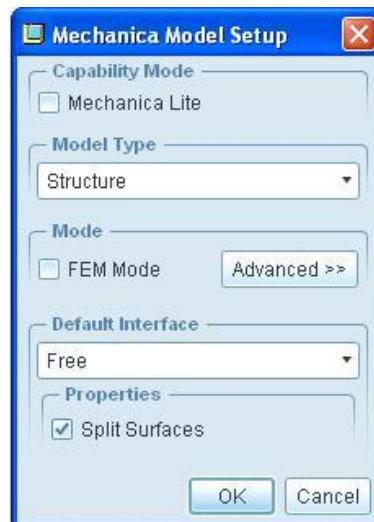 Mechanica Model Setup
Capability Mode
Mechanica Lite
Model Type
Structure
Mode
FEM Mode
Advanced >>
Default Interface
Free
Properties
Split Surfaces
OK
Cancel